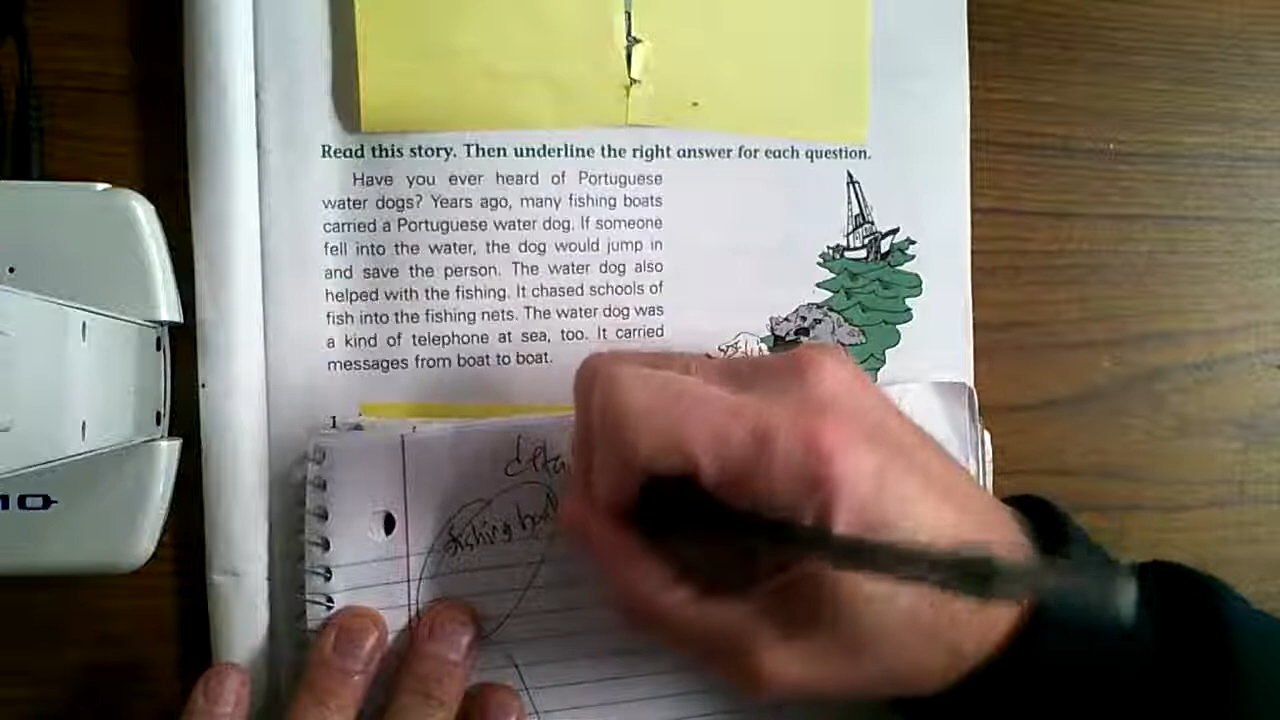 Read this story. Then underline the right answer for each question.
Have you ever heard of Portuguese
water dogs? Years ago, many fishing boats
carried a Portuguese water dog. If someone
fell into the water, the dog would jump in
and save the person. The water dog also
helped with the fishing. It chased schools of
fish into the fishing nets. The water dog was
a kind of telephone at sea, too. It carried
messages from boat to boat.
1
fishing